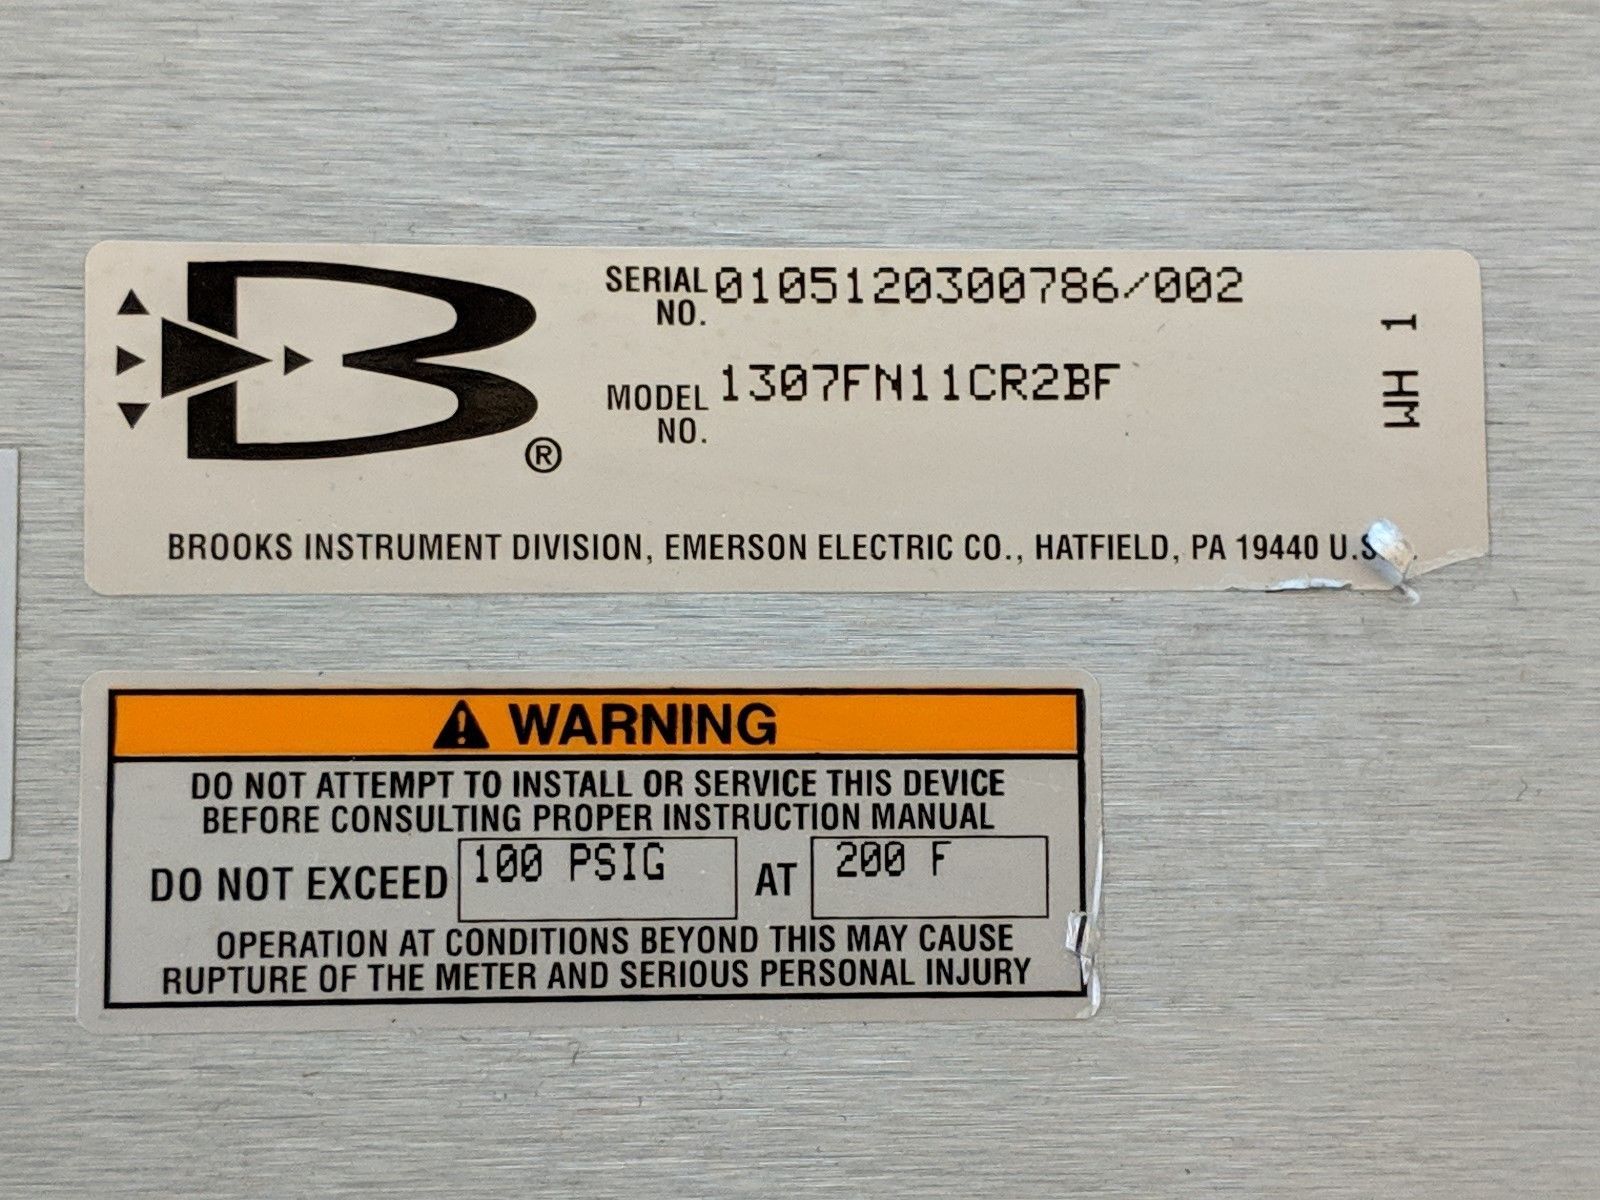 SERIAL NO. 0105120300786/002
MODEL NO. 1307FN11CR2BF
WH 1
BROOKS INSTRUMENT DIVISION, EMERSON ELECTRIC CO., HATFIELD, PA 19440 U.S.
WARNING
DO NOT ATTEMPT TO INSTALL OR SERVICE THIS DEVICE
BEFORE CONSULTING PROPER INSTRUCTION MANUAL
DO NOT EXCEED 100 PSIG AT 200 F
OPERATION AT CONDITIONS BEYOND THIS MAY CAUSE
RUPTURE OF THE METER AND SERIOUS PERSONAL INJURY